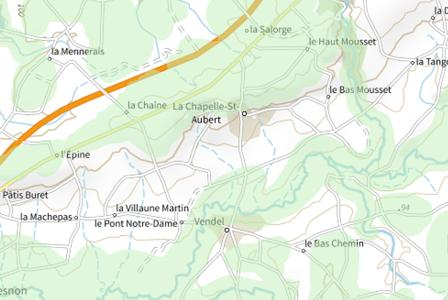 la Salorge
le Haut Mousset
la Mennerais
la Tang
le Bas Mousset
la Chaîne
La Chapelle-St-
Aubert
l'Épine
Pâtis Buret
la Villaune Martin
la Machepas
le Pont Notre-Dame
Vendel
94
le Bas Chemin
esnon